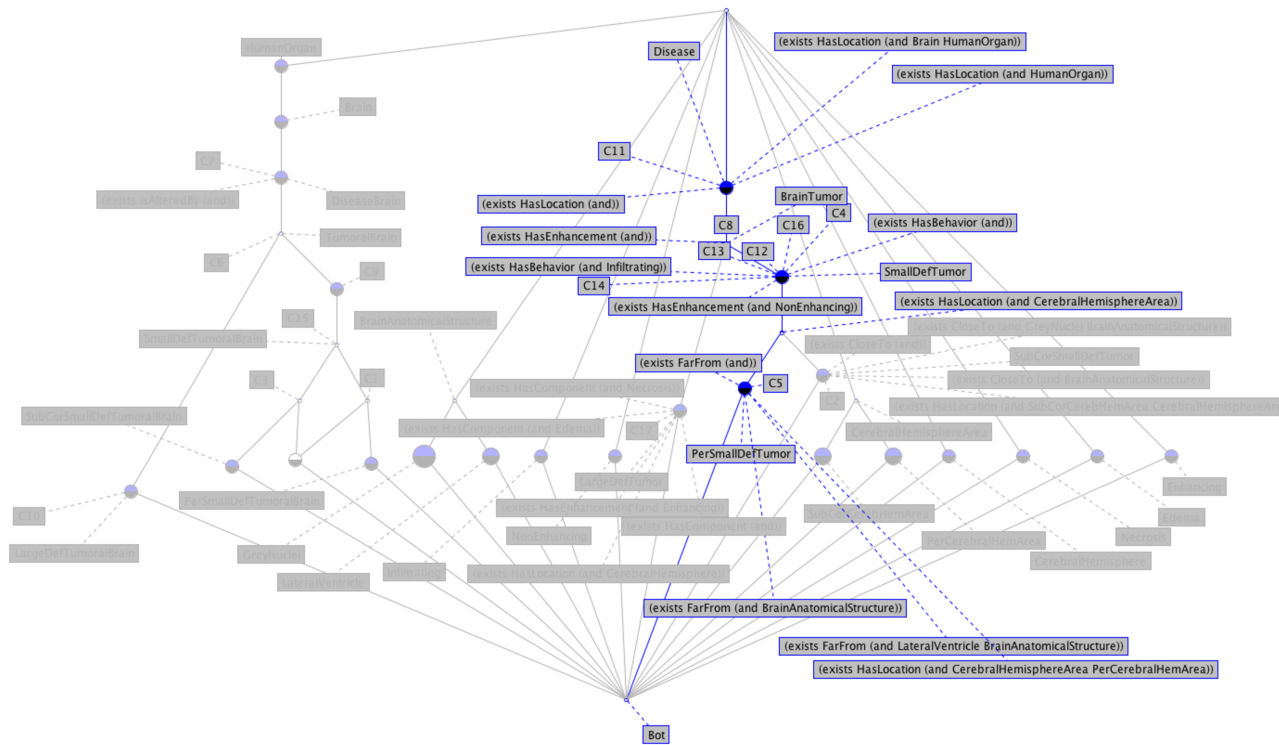 HumanOrgan
Disease
(exists HasLocation (and Brain HumanOrgan))
(exists HasLocation (and HumanOrgan))
Brain
C11
C7
(exists IsAlteredBy (and))
DiseaseBrain
(exists HasLocation (and))
BrainTumor
C4
C8
C16
(exists HasBehavior (and))
TumoralBrain
(exists HasEnhancement (and))
C13
C12
C6
C9
(exists HasBehavior (and Infiltrating))
SmallDefTumor
C14
(exists HasEnhancement (and NonEnhancing))
(exists HasLocation (and CerebralHemisphereArea))
C15
BrainAnatomicalStructure
(exists CloseTo (and GreyNuclei BrainAnatomicalStructure))
SmallDefTumoralBrain
(exists CloseTo (and))
SubCorSmallDefTumor
(exists FarFrom (and))
C3
C1
(exists HasComponent (and Necrosis))
C5
(exists CloseTo (and BrainAnatomicalStructure))
C2
(exists HasLocation (and SubCorCerebHemArea CerebralHemisphereArea
SubCorSmallDefTumoralBrain
(exists HasComponent (and Edema))
C17
CerebralHemisphereArea
PerSmallDefTumor
LargeDefTumor
Enhancing
PerSmallDefTumoralBrain
(exists HasEnhancement (and Enhancing))
SubCorCerebHemArea
C10
(exists HasComponent (and))
Edema
NonEnhancing
Necrosis
PerCerebralHemArea
LargeDefTumoralBrain
GreyNuclei
CerebralHemisphere
Infiltrating
(exists HasLocation (and CerebralHemisphere))
LateralVentricle
(exists FarFrom (and BrainAnatomicalStructure))
(exists FarFrom (and LateralVentricle BrainAnatomicalStructure))
(exists HasLocation (and CerebralHemisphereArea PerCerebralHemArea))
Bot